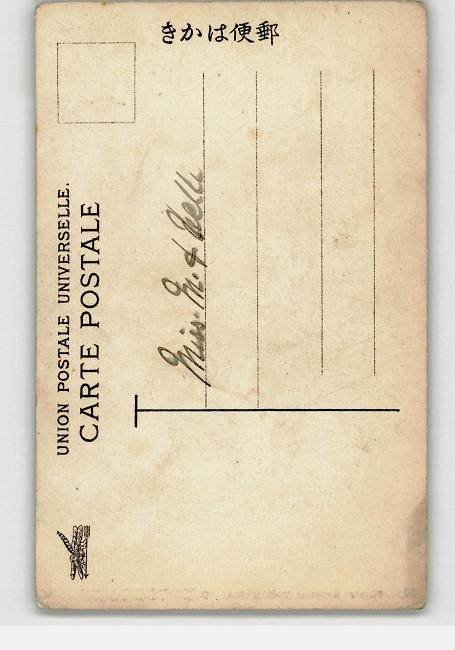 郵便はかき
UNION POSTALE UNIVERSELLE.
CARTE POSTALE
Miss. M. &